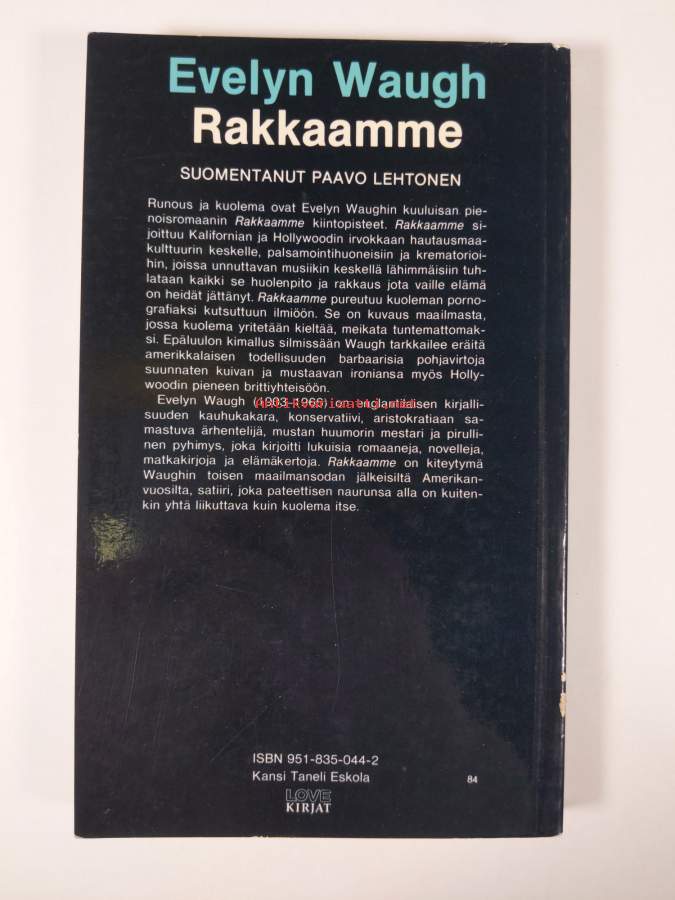 Evelyn Waugh
Rakkaamme
SUOMENTANUT PAAVO LEHTONEN
Runous ja kuolema ovat Evelyn Waughin kuuluisan pie-
noisromaanin Rakkaamme kiintopisteet. Rakkaamme si-
joittuu Kalifornian ja Hollywoodin irvokkaan hautausmaa-
kulttuurin keskelle, palsamointihuoneisiin ja krematorioi-
hin, joissa unnuttavan musiikin keskellä lähimmäisiin tuh-
lataan kaikki se huolenpito ja rakkaus jota vaille elämä
on heidät jättänyt. Rakkaamme pureutuu kuoleman porno-
grafiaksi kutsuttuun ilmiöön. Se on kuvaus maailmasta,
jossa kuolema yritetään kieltää, meikata tuntemattomak-
si. Epäluulon kimallus silmissään Waugh tarkkailee eräitä
amerikkalaisen todellisuuden barbaarisia pohjavirtoja
suunnaten kuivan ja mustaavan ironiansa myös Holly-
woodin pieneen brittiyhteisöön.
Evelyn Waugh (1903-1966) on englantilaisen kirjalli-
suuden kauhukakara, konservatiivi, aristokratiaan sa-
mastuva ärhentelijä, mustan huumorin mestari ja pirulli-
nen pyhimys, joka kirjoitti lukuisia romaaneja, novelleja,
matkakirjoja ja elämäkertoja. Rakkaamme on kiteytymä
Waughin toisen maailmansodan jälkeisiltä Amerikan-
vuosilta, satiiri, joka pateettisen naurunsa alla on kuiten-
kin yhtä liikuttava kuin kuolema itse.
ISBN 951-835-044-2
Kansi Taneli Eskola
84
LOVE
KIRJAT